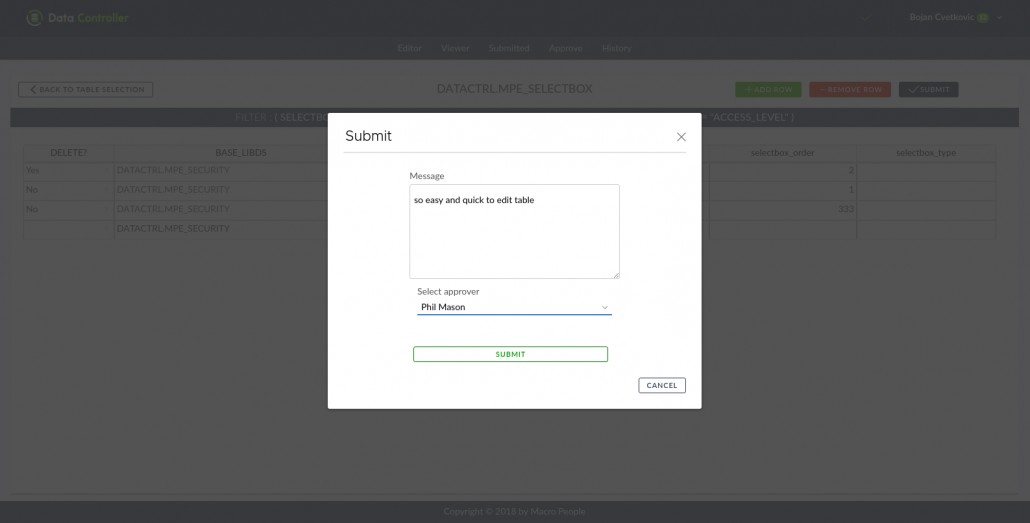 Data Controller
Bojan Cvetkovic
Editor Viewer Submitted Approve History
BACK TO TABLE SELECTION
DATACTRL.MPE_SELECTBOX
+ ADD ROW
− REMOVE ROW
SUBMIT
FILTER : ( SELECTBO = "ACCESS_LEVEL" )
DELETE? BASE_LIBDS selectbox_order selectbox_type
Yes DATACTRL.MPE_SECURITY 2
No DATACTRL.MPE_SECURITY 1
No DATACTRL.MPE_SECURITY 333
DATACTRL.MPE_SECURITY
Submit
Message
so easy and quick to edit table
Select approver
Phil Mason
SUBMIT
CANCEL
Copyright © 2018 by Macro People